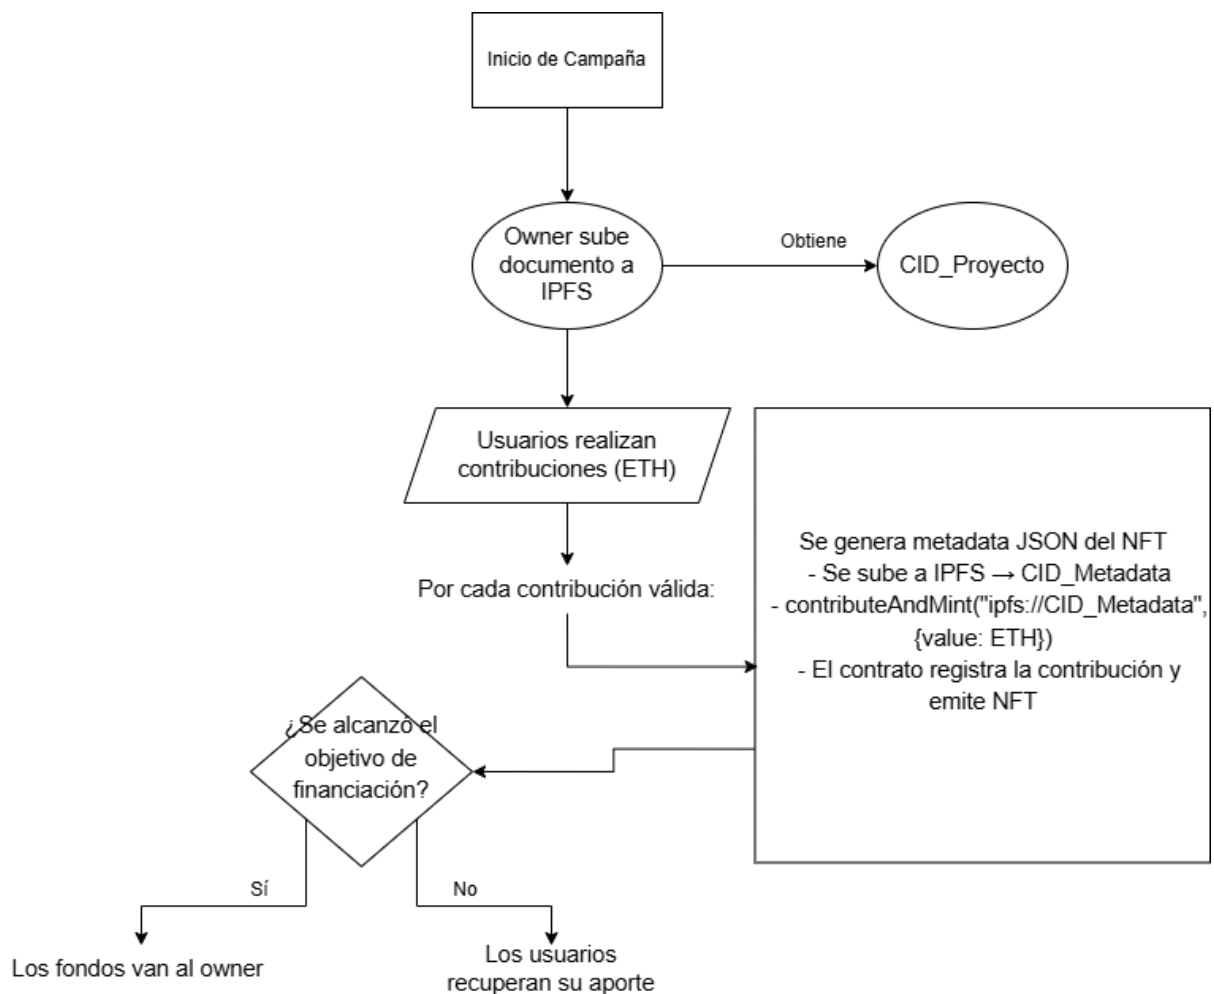 Inicio de Campaña
Owner sube
documento a
IPFS
Obtiene
CID_Proyecto
Usuarios realizan
contribuciones (ETH)
Por cada contribución válida:
Se genera metadata JSON del NFT
- Se sube a IPFS → CID_Metadata
- contributeAndMint("ipfs://CID_Metadata",
{value: ETH})
- El contrato registra la contribución y
emite NFT
¿Se alcanzó el
objetivo de
financiación?
Sí
No
Los fondos van al owner
Los usuarios
recuperan su aporte